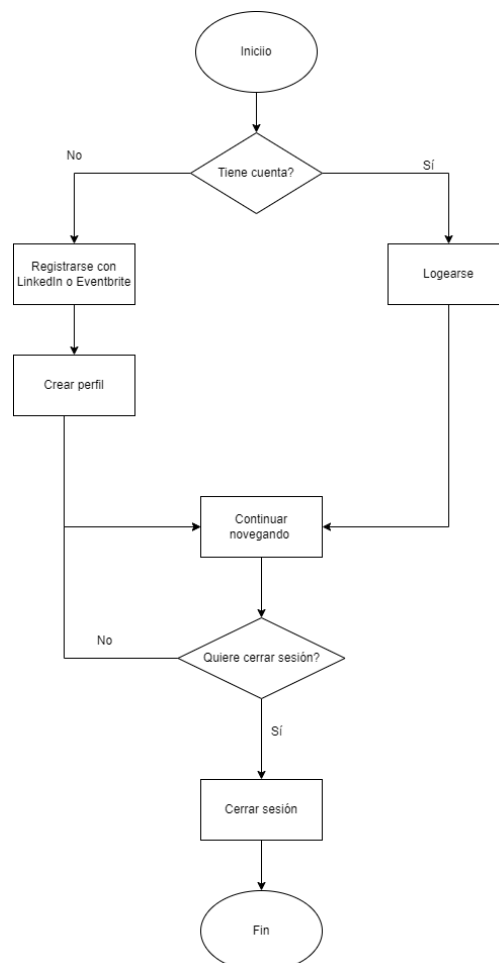 Iniciio
No
Tiene cuenta?
Sí
Registrarse con
LinkedIn o Eventbrite
Logearse
Crear perfil
Continuar
novegando
No
Quiere cerrar sesión?
Sí
Cerrar sesión
Fin